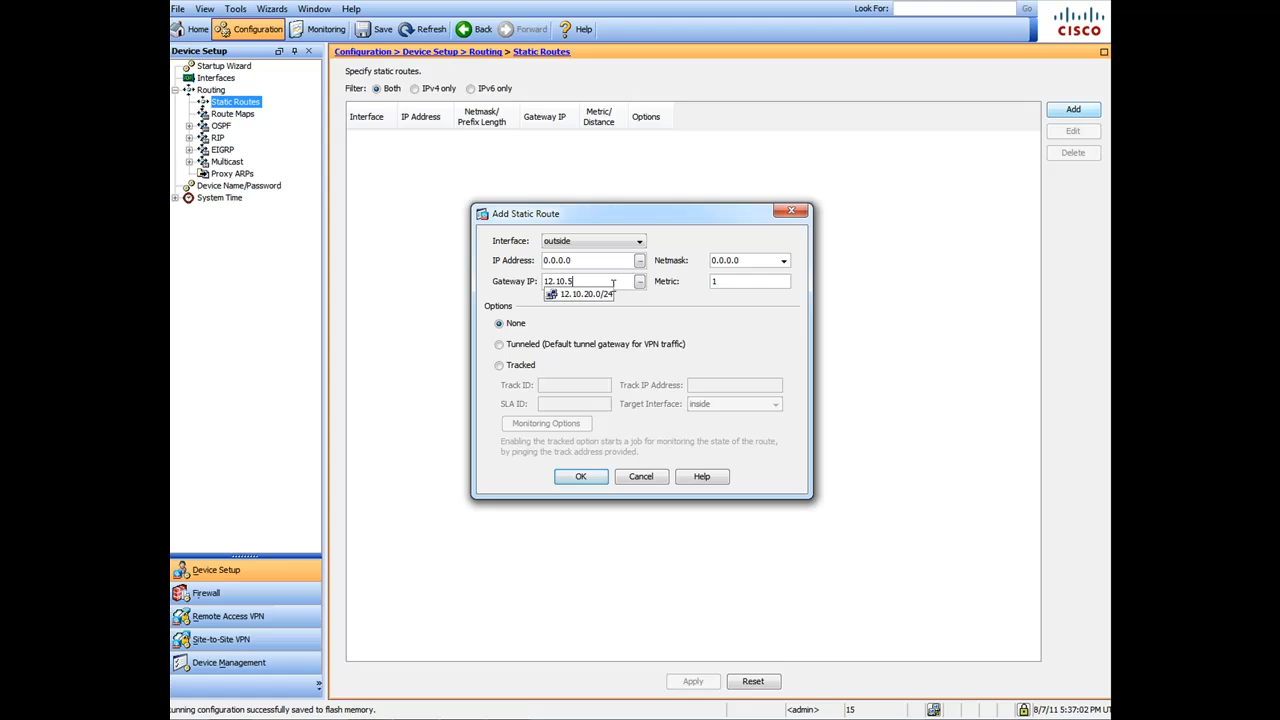 File View Tools Wizards Window Help Look For: Go
Home Configuration Monitoring Save Refresh Back Forward Help
CISCO
Device Setup
Configuration > Device Setup > Routing > Static Routes
Startup Wizard
Interfaces
Routing
Static Routes
Route Maps
OSPF
RIP
EIGRP
Multicast
Proxy ARPs
Device Name/Password
System Time
Specify static routes.
Filter: Both IPv4 only IPv6 only
Interface IP Address Netmask/ Prefix Length Gateway IP Metric/ Distance Options
Add
Edit
Delete
Add Static Route
Interface: outside
IP Address: 0.0.0.0 Netmask: 0.0.0.0
Gateway IP: 12.10.5 Metric: 1
12.10.20.0/24
Options
None
Tunneled (Default tunnel gateway for VPN traffic)
Tracked
Track ID: Track IP Address:
SLA ID: Target Interface: inside
Monitoring Options
Enabling the tracked option starts a job for monitoring the state of the route,
by pinging the track address provided.
OK Cancel Help
Device Setup
Firewall
Remote Access VPN
Site-to-Site VPN
Device Management
Apply Reset
unning configuration successfully saved to flash memory. <admin> 15 8/7/11 5:37:02 PM U